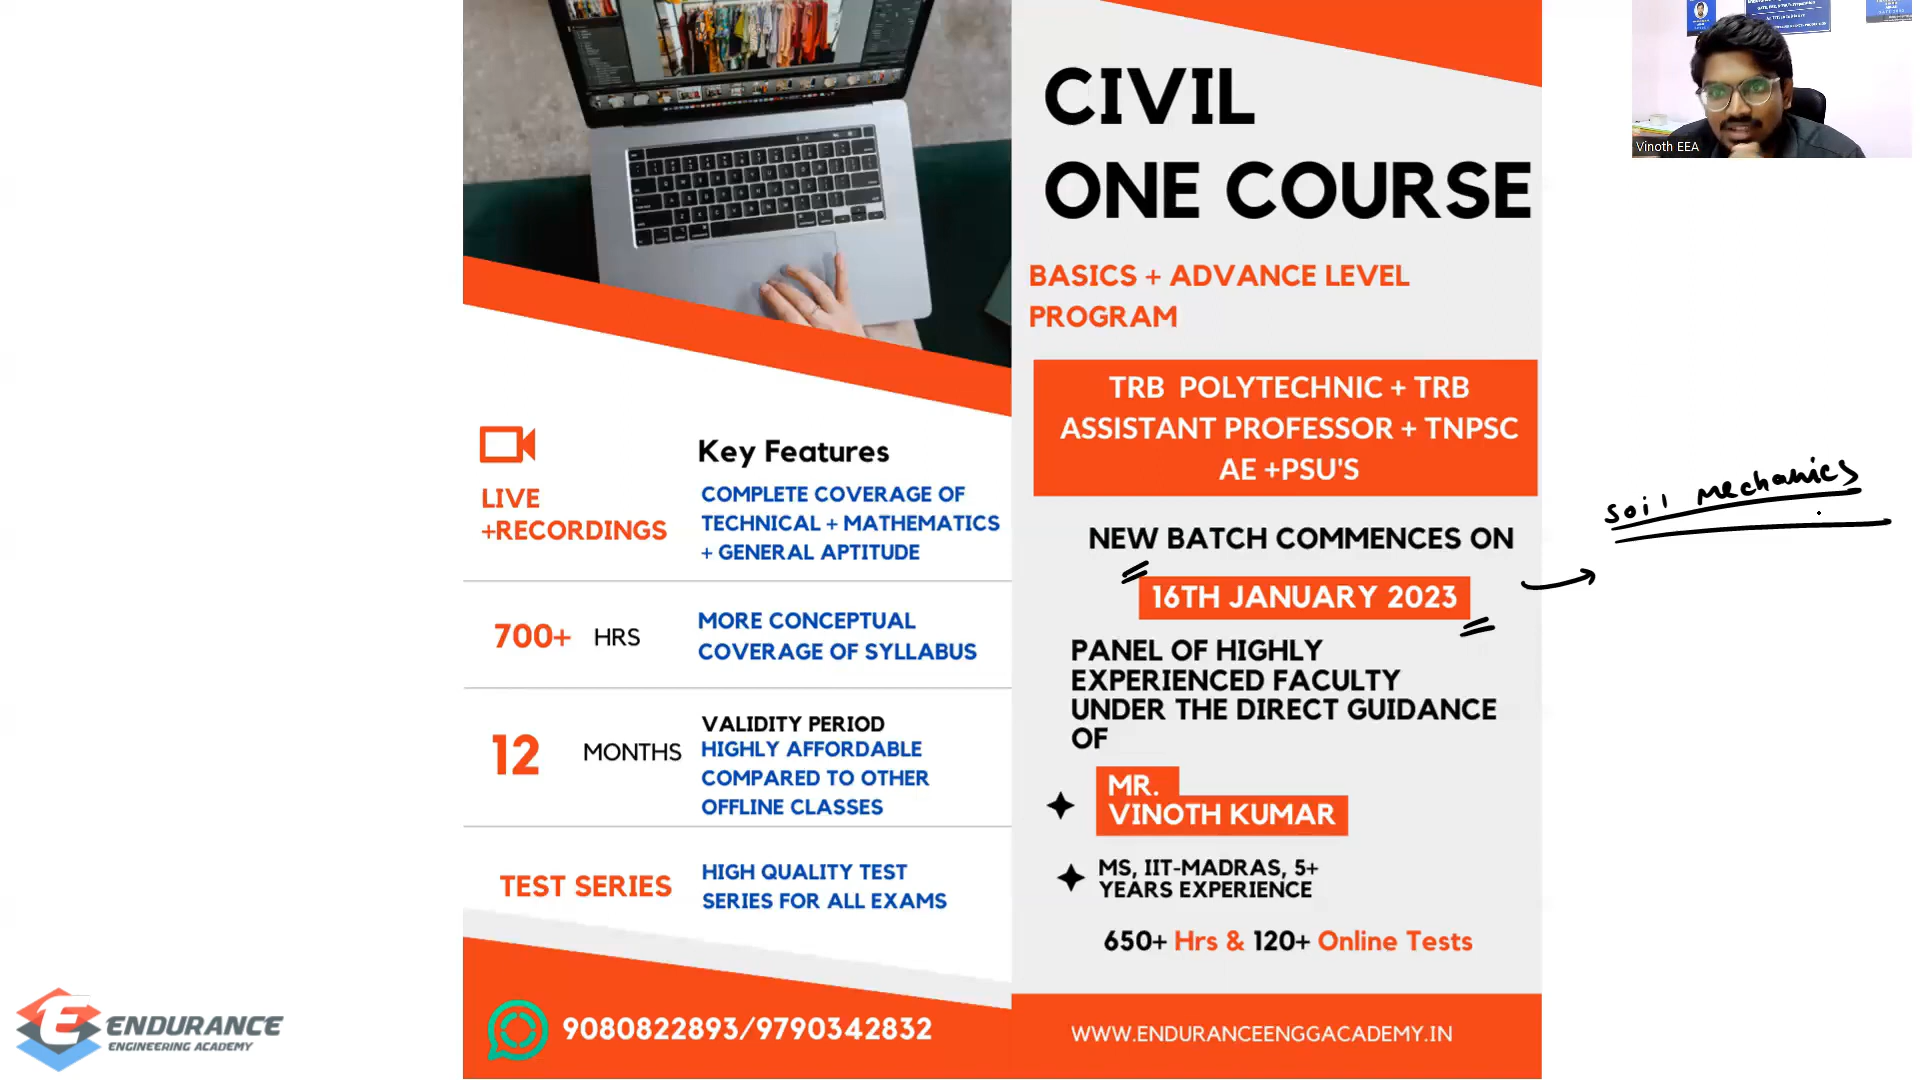 CIVIL
ONE COURSE
BASICS + ADVANCE LEVEL
PROGRAM
TRB POLYTECHNIC + TRB
ASSISTANT PROFESSOR + TNPSC
AE +PSU'S
NEW BATCH COMMENCES ON
16TH JANUARY 2023
PANEL OF HIGHLY
EXPERIENCED FACULTY
UNDER THE DIRECT GUIDANCE
OF
MR.
VINOTH KUMAR
MS, IIT-MADRAS, 5+
YEARS EXPERIENCE
650+ Hrs & 120+ Online Tests
WWW.ENDURANCEENGGACADEMY.IN
LIVE
+RECORDINGS
Key Features
COMPLETE COVERAGE OF
TECHNICAL + MATHEMATICS
+ GENERAL APTITUDE
700+ HRS
MORE CONCEPTUAL
COVERAGE OF SYLLABUS
12 MONTHS
VALIDITY PERIOD
HIGHLY AFFORDABLE
COMPARED TO OTHER
OFFLINE CLASSES
TEST SERIES
HIGH QUALITY TEST
SERIES FOR ALL EXAMS
9080822893/9790342832
soil mechanics
Vinoth EEA
E ENDURANCE
ENGINEERING ACADEMY